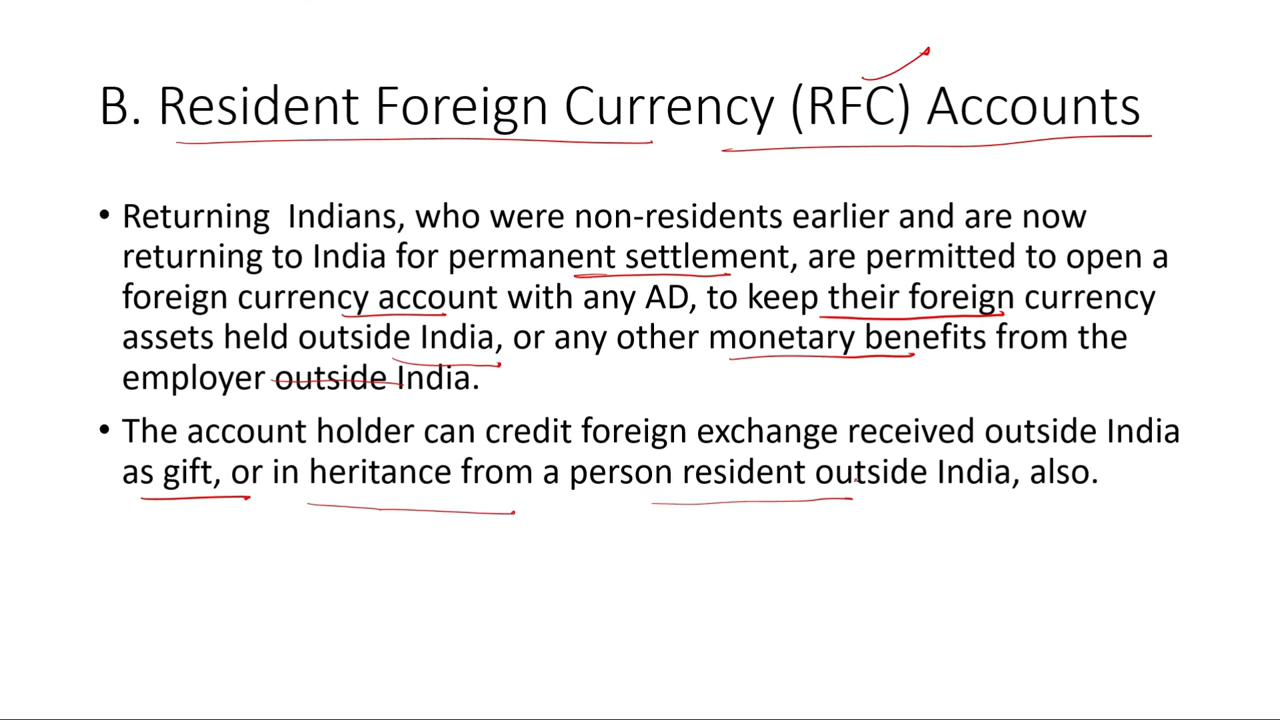 B. Resident Foreign Currency (RFC) Accounts
• Returning  Indians, who were non-residents earlier and are now
returning to India for permanent settlement, are permitted to open a
foreign currency account with any AD, to keep their foreign currency
assets held outside India, or any other monetary benefits from the
employer outside India.
• The account holder can credit foreign exchange received outside India
as gift, or in heritance from a person resident outside India, also.